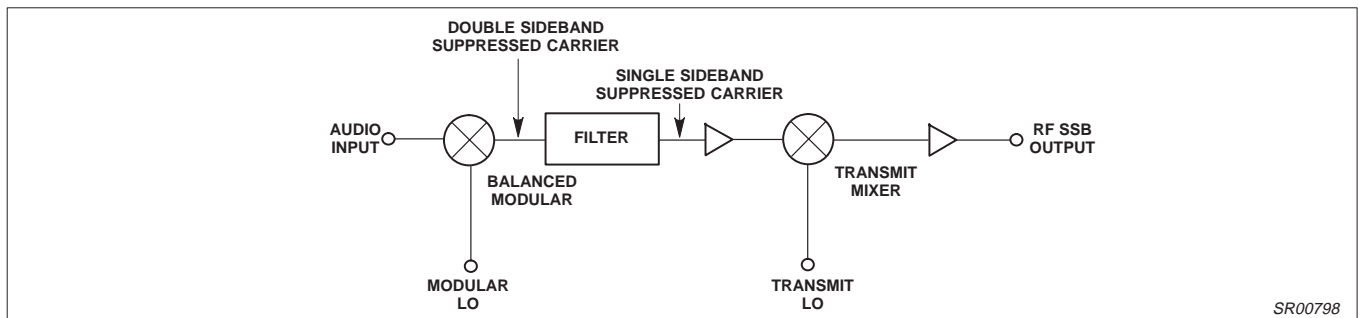 DOUBLE SIDEBAND
SUPPRESSED CARRIER
SINGLE SIDEBAND
SUPPRESSED CARRIER
AUDIO
INPUT
FILTER
RF SSB
OUTPUT
BALANCED
MODULAR
TRANSMIT
MIXER
MODULAR
LO
TRANSMIT
LO
SR00798